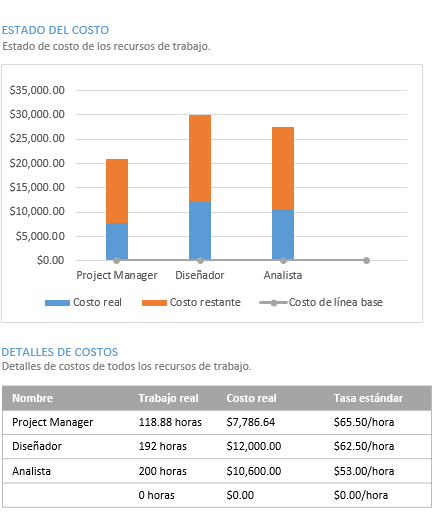 ESTADO DEL COSTO
Estado de costo de los recursos de trabajo.
$35,000.00
$30,000.00
$25,000.00
$20,000.00
$15,000.00
$10,000.00
$5,000.00
$0.00
Project Manager Diseñador Analista
Costo real Costo restante Costo de línea base
DETALLES DE COSTOS
Detalles de costos de todos los recursos de trabajo.
Nombre Trabajo real Costo real Tasa estándar
Project Manager 118.88 horas $7,786.64 $65.50/hora
Diseñador 192 horas $12,000.00 $62.50/hora
Analista 200 horas $10,600.00 $53.00/hora
0 horas $0.00 $0.00/hora